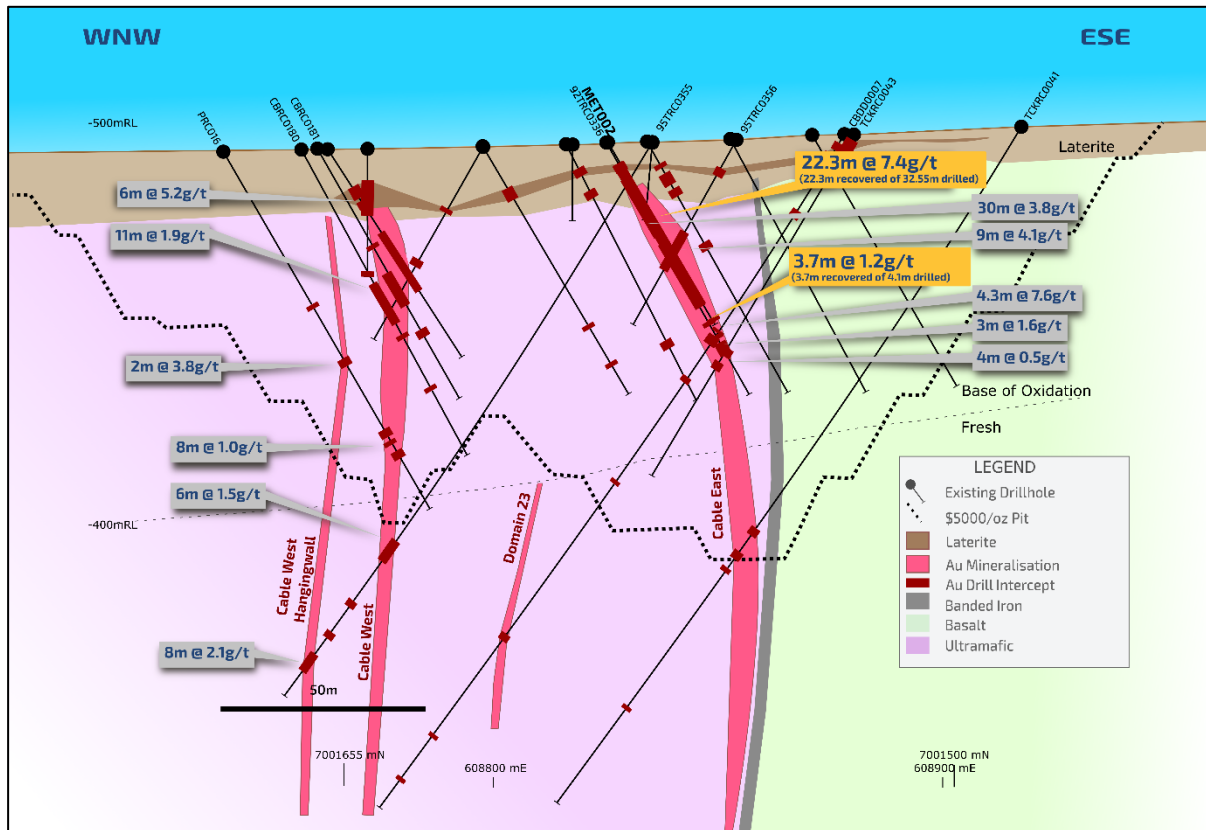 WNW
ESE
-500mRL
PRC016
CBRC0180
CBRC0181
92TRC0336
MET002
95TRC0355
95TRC0356
CBDD0007
TCKRC0043
TCKRC0041
Laterite
22.3m @ 7.4g/t
(22.3m recovered of 32.55m drilled)
6m @ 5.2g/t
30m @ 3.8g/t
11m @ 1.9g/t
9m @ 4.1g/t
3.7m @ 1.2g/t
(3.7m recovered of 4.1m drilled)
4.3m @ 7.6g/t
3m @ 1.6g/t
2m @ 3.8g/t
4m @ 0.5g/t
Base of Oxidation
Fresh
8m @ 1.0g/t
6m @ 1.5g/t
-400mRL
Cable West
Hangingwall
Cable West
Domain 23
Cable East
8m @ 2.1g/t
50m
LEGEND
Existing Drillhole
$5000/oz Pit
Laterite
Au Mineralisation
Au Drill Intercept
Banded Iron
Basalt
Ultramafic
7001655 mN
608800 mE
7001500 mN
608900 mE